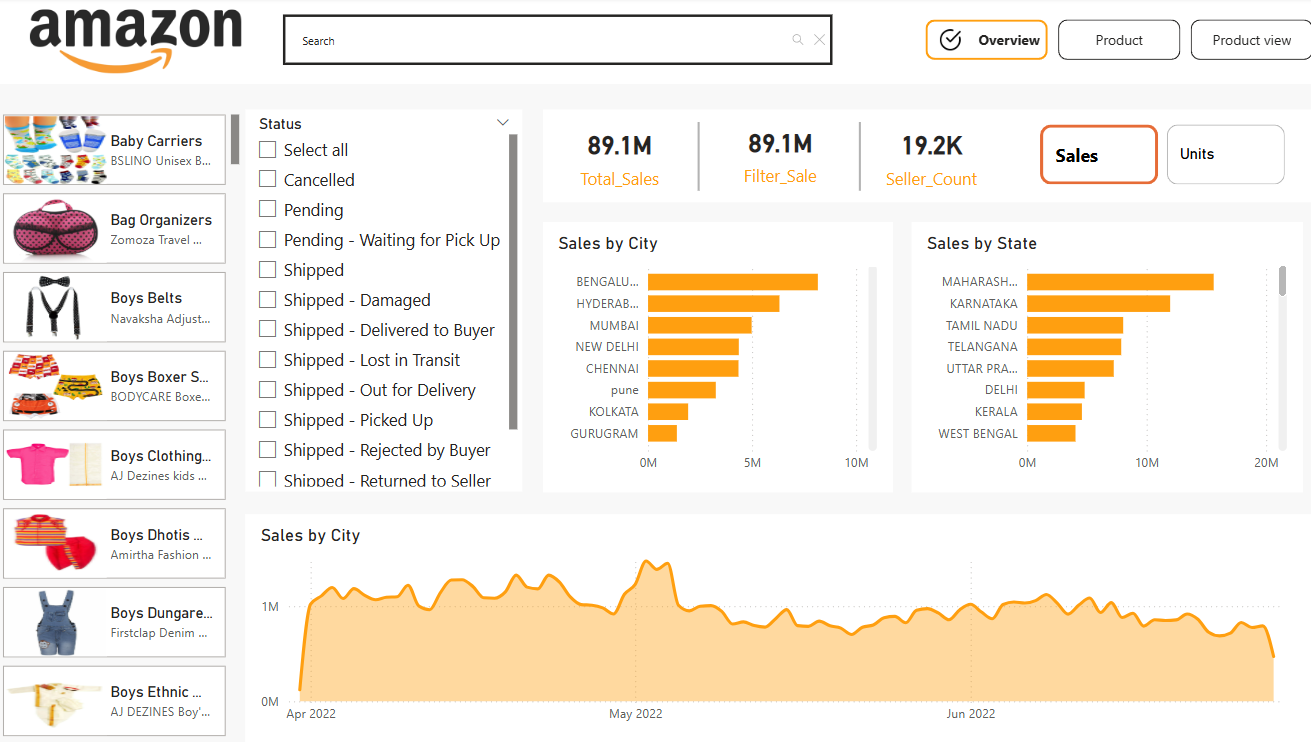 amazon
Search
Overview
Product
Product view
Baby Carriers
BSLINO Unisex B...
Bag Organizers
Zomoza Travel ...
Boys Belts
Navaksha Adjust...
Boys Boxer S...
BODYCARE Boxe...
Boys Clothing...
AJ Dezines kids ...
Boys Dhotis ...
Amirtha Fashion ...
Boys Dungare...
Firstclap Denim ...
Boys Ethnic ...
AJ DEZINES Boy'...
Status
Select all
Cancelled
Pending
Pending - Waiting for Pick Up
Shipped
Shipped - Damaged
Shipped - Delivered to Buyer
Shipped - Lost in Transit
Shipped - Out for Delivery
Shipped - Picked Up
Shipped - Rejected by Buyer
Shipped - Returned to Seller
89.1M
Total_Sales
89.1M
Filter_Sale
19.2K
Seller_Count
Sales
Units
Sales by City
BENGALU...
HYDERAB...
MUMBAI
NEW DELHI
CHENNAI
pune
KOLKATA
GURUGRAM
0M 5M 10M
Sales by State
MAHARASH...
KARNATAKA
TAMIL NADU
TELANGANA
UTTAR PRA...
DELHI
KERALA
WEST BENGAL
0M 10M 20M
Sales by City
1M
0M
Apr 2022 May 2022 Jun 2022